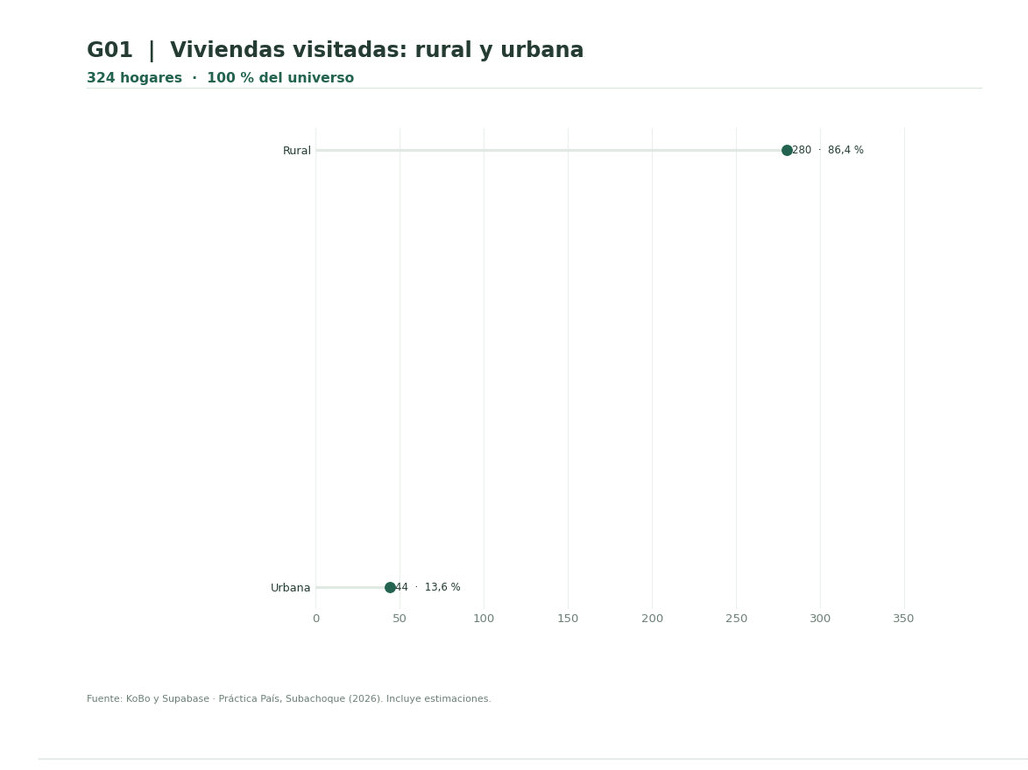 G01 | Viviendas visitadas: rural y urbana
324 hogares · 100 % del universo
Rural 280 · 86,4 %
Urbana 44 · 13,6 %
0 50 100 150 200 250 300 350
Fuente: KoBo y Supabase · Práctica País, Subachoque (2026). Incluye estimaciones.